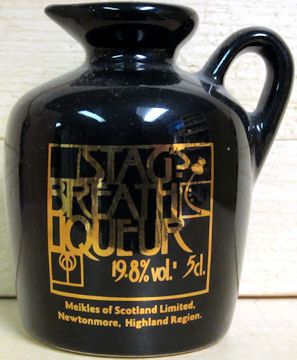 STAG'S
BREATH
LIQUEUR
19.8% vol. 5cl.
Meikles of Scotland Limited,
Newtonmore, Highland Region.